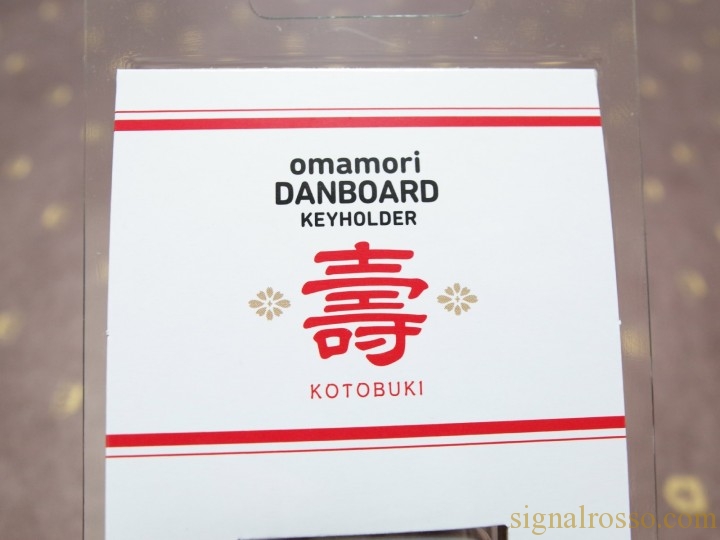 omamori
DANBOARD
KEYHOLDER
壽
KOTOBUKI
signalrosso.com